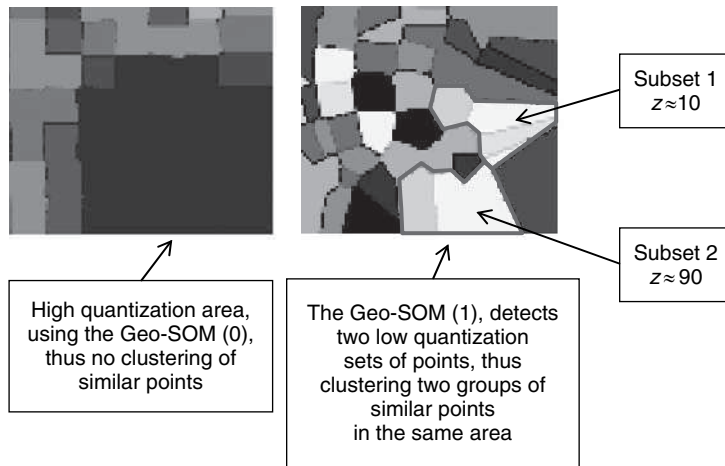 Subset 1
z≈10
Subset 2
z≈90
High quantization area,
using the Geo-SOM (0),
thus no clustering of
similar points
The Geo-SOM (1), detects
two low quantization
sets of points, thus
clustering two groups of
similar points
in the same area